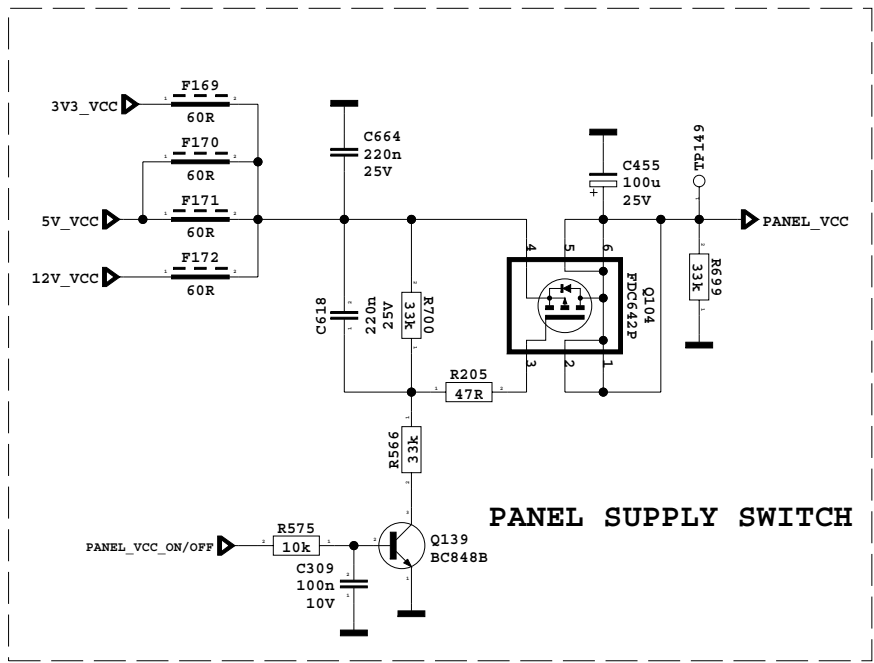 F169
3V3_VCC
60R
F170
60R
5V_VCC
F171
60R
12V_VCC
F172
60R
C664
220n
25V
C455
100u
25V
TP149
PANEL_VCC
4
5
6
Q104
FDC642P
3
2
1
R699
33k
C618
220n
25V
R700
33k
R205
47R
R566
33k
PANEL SUPPLY SWITCH
PANEL_VCC_ON/OFF
R575
10k
Q139
BC848B
C309
100n
10V